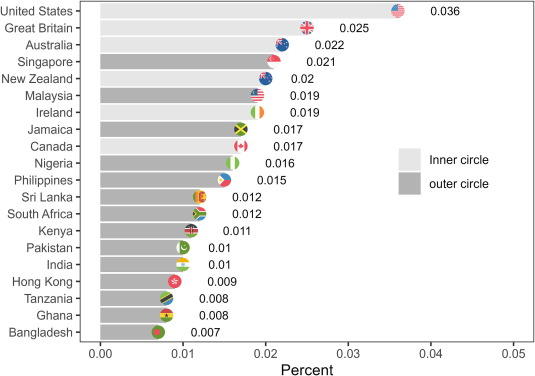 United States 0.036
Great Britain 0.025
Australia 0.022
Singapore 0.021
New Zealand 0.02
Malaysia 0.019
Ireland 0.019
Jamaica 0.017
Canada 0.017
Nigeria 0.016
Philippines 0.015
Sri Lanka 0.012
South Africa 0.012
Kenya 0.011
Pakistan 0.01
India 0.01
Hong Kong 0.009
Tanzania 0.008
Ghana 0.008
Bangladesh 0.007
Inner circle
outer circle
0.00 0.01 0.02 0.03 0.04 0.05
Percent